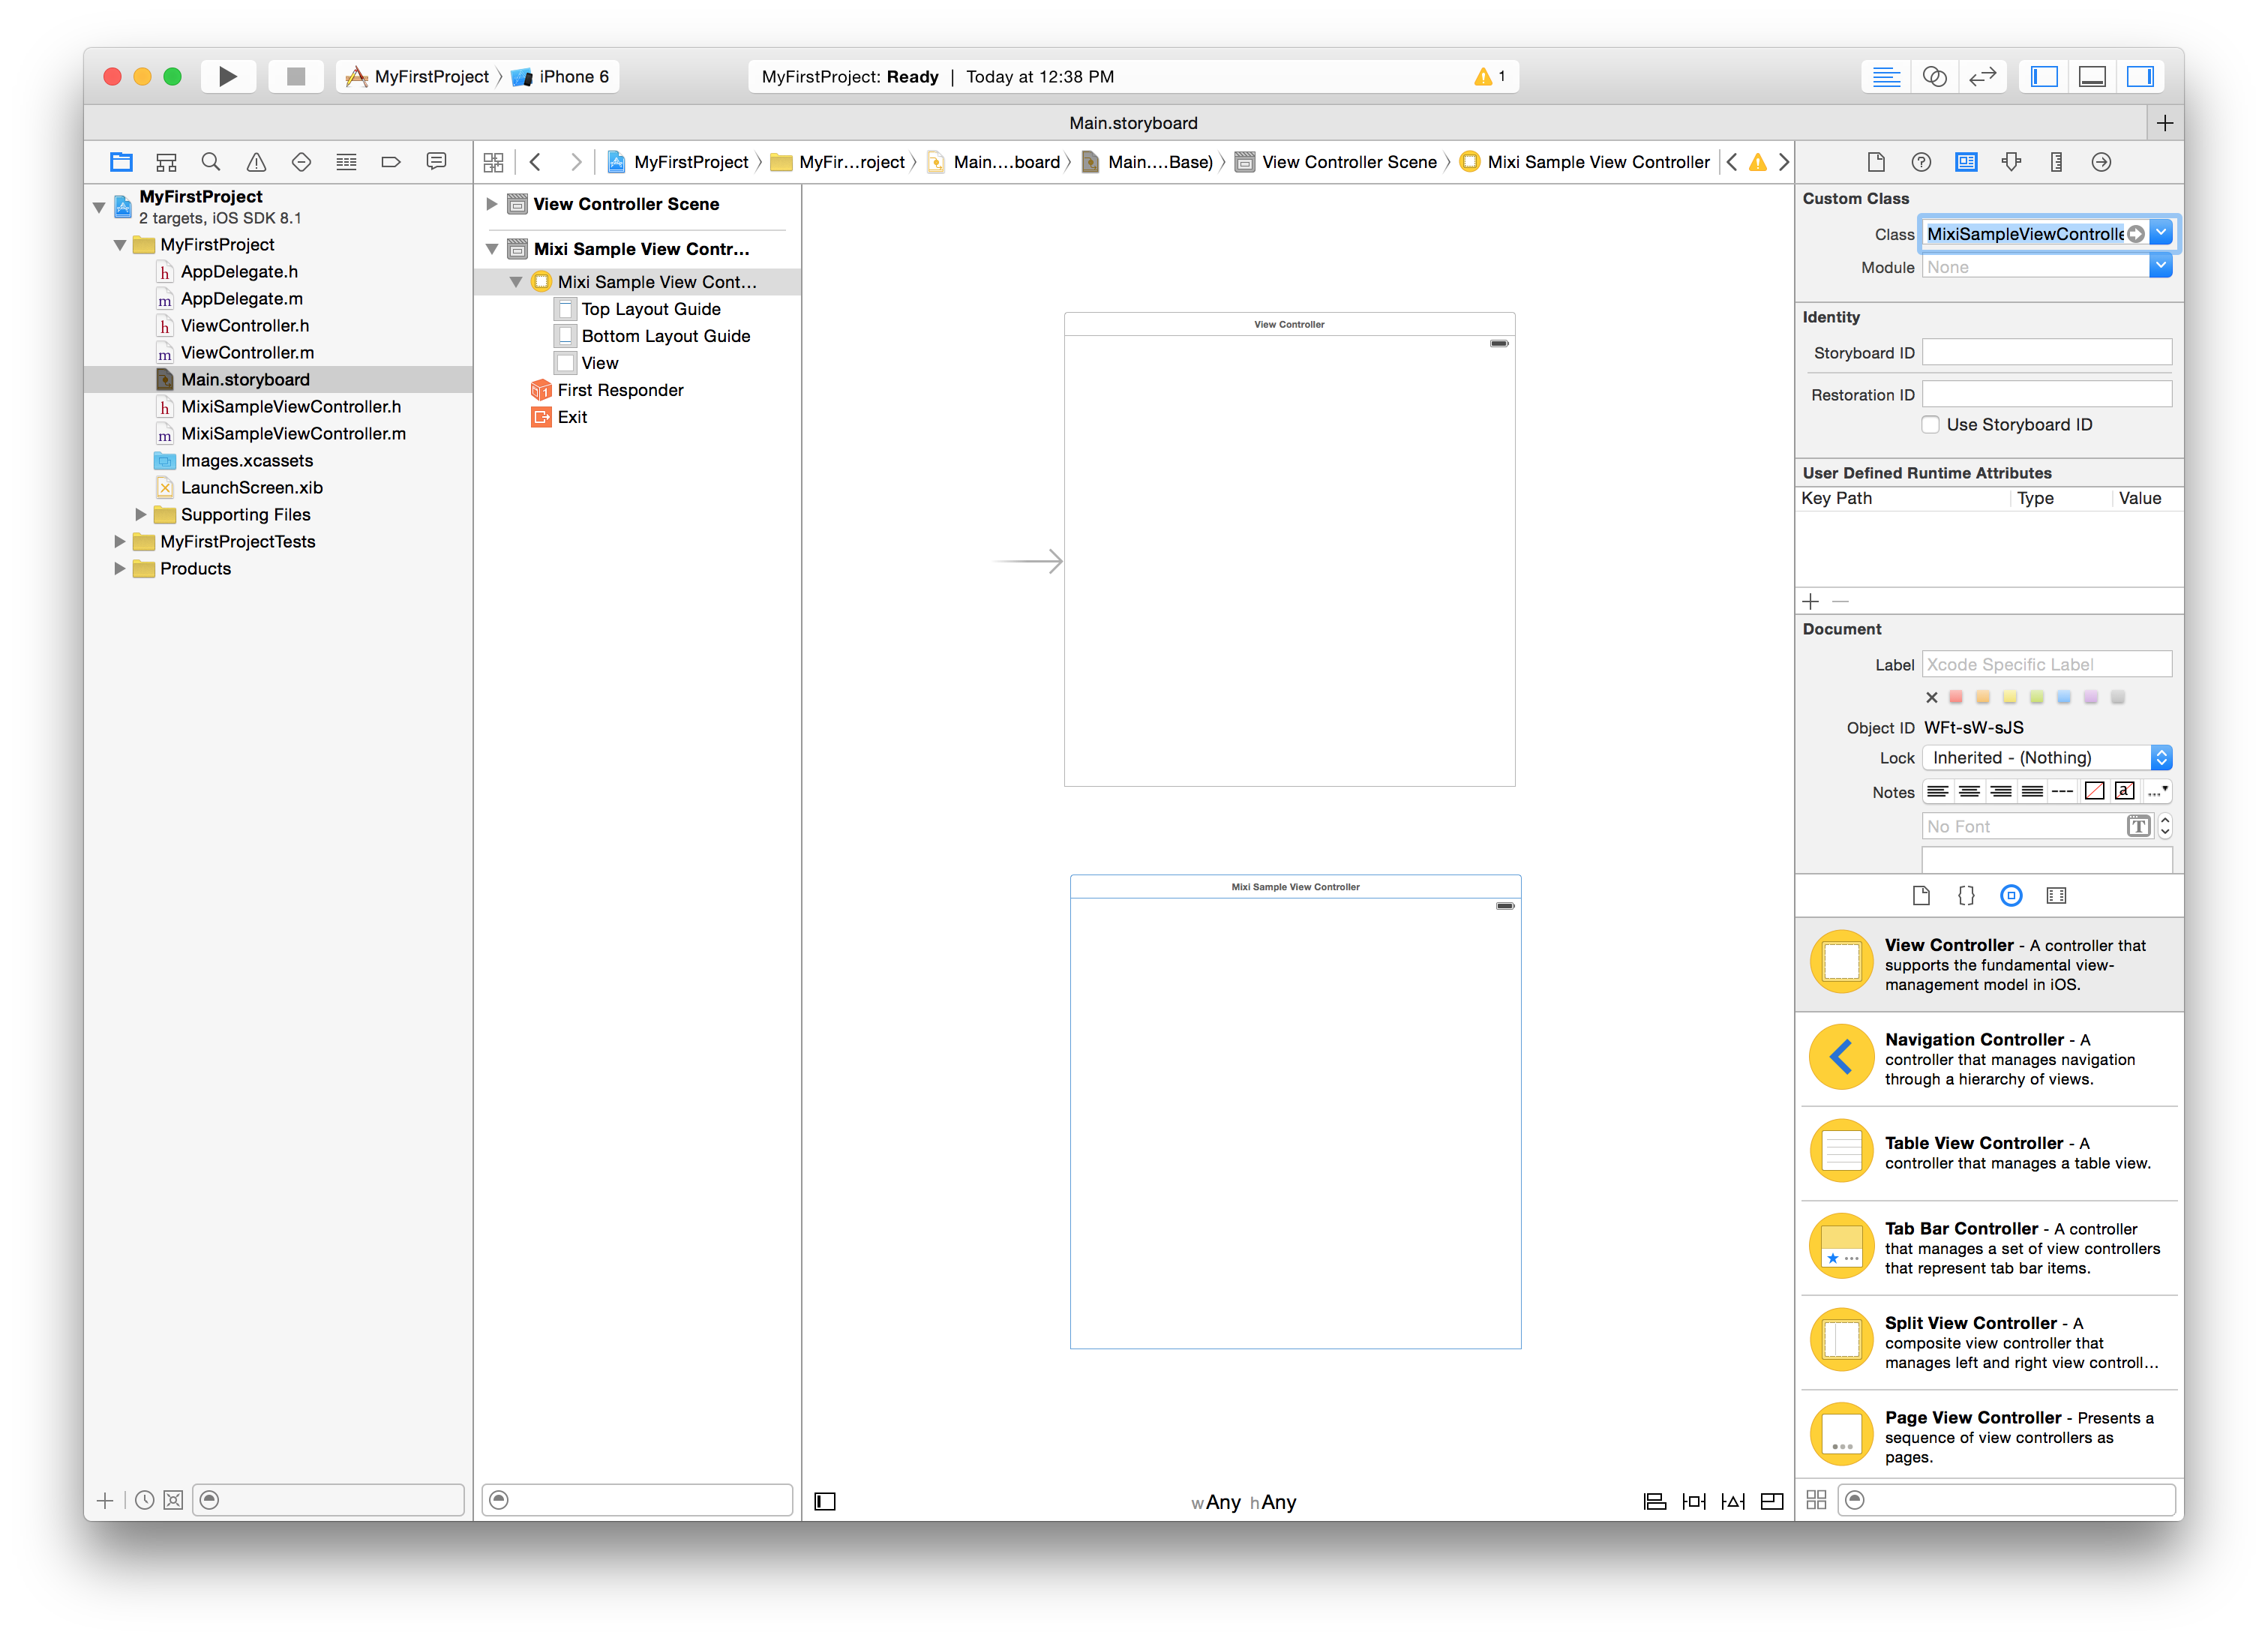 MyFirstProject iPhone 6
MyFirstProject: Ready | Today at 12:38 PM
1
Main.storyboard
MyFirstProject
MyFir...roject
Main....board
Main....Base)
View Controller Scene
Mixi Sample View Controller
MyFirstProject
2 targets, iOS SDK 8.1
MyFirstProject
h AppDelegate.h
m AppDelegate.m
h ViewController.h
m ViewController.m
Main.storyboard
h MixiSampleViewController.h
m MixiSampleViewController.m
Images.xcassets
LaunchScreen.xib
Supporting Files
MyFirstProjectTests
Products
View Controller Scene
Mixi Sample View Contr...
Mixi Sample View Cont...
Top Layout Guide
Bottom Layout Guide
View
First Responder
Exit
View Controller
Mixi Sample View Controller
wAny hAny
Custom Class
Class MixiSampleViewControlle
Module None
Identity
Storyboard ID
Restoration ID
Use Storyboard ID
User Defined Runtime Attributes
Key Path Type Value
Document
Label Xcode Specific Label
Object ID WFt-sW-sJS
Lock Inherited - (Nothing)
Notes
No Font
View Controller - A controller that
supports the fundamental view-
management model in iOS.
Navigation Controller - A
controller that manages navigation
through a hierarchy of views.
Table View Controller - A
controller that manages a table view.
Tab Bar Controller - A controller
that manages a set of view controllers
that represent tab bar items.
Split View Controller - A
composite view controller that
manages left and right view controll...
Page View Controller - Presents a
sequence of view controllers as
pages.